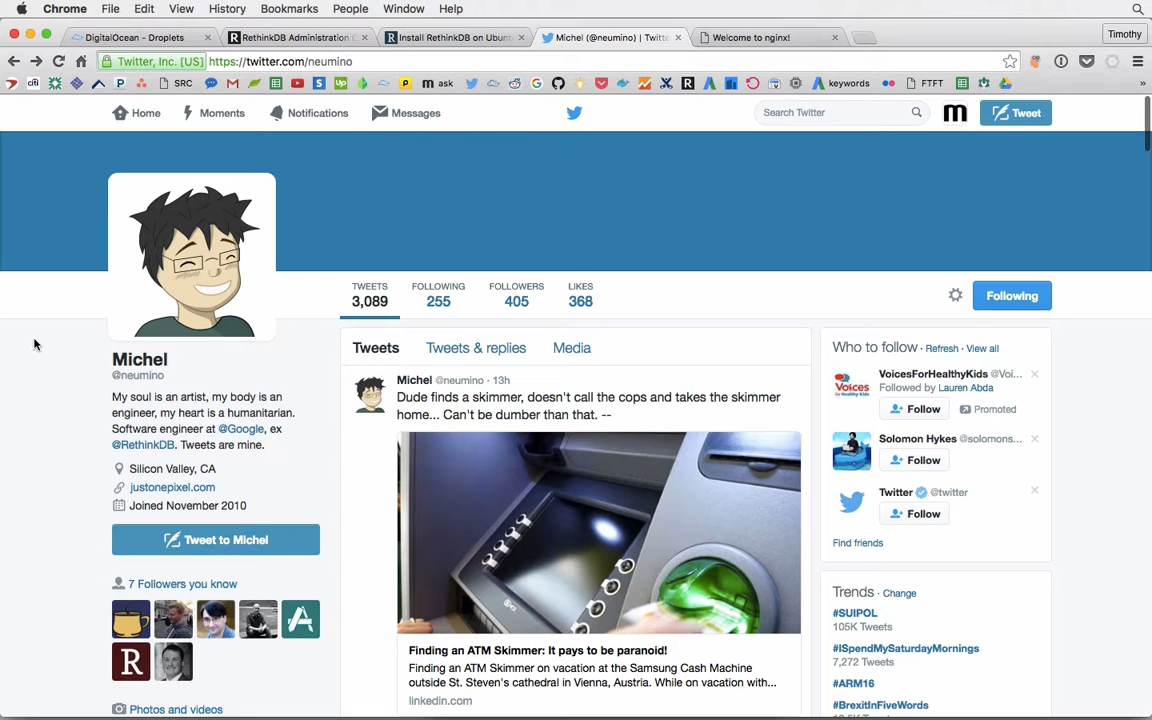 Chrome File Edit View History Bookmarks People Window Help
DigitalOcean - Droplets
RethinkDB Administration C
Install RethinkDB on Ubunt
Michel (@neumino) | Twitte
Welcome to nginx!
Timothy
Twitter, Inc. [US] https://twitter.com/neumino
SRC
m ask
keywords
FTFT
»
Home
Moments
Notifications
Messages
Search Twitter
m
Tweet
TWEETS
3,089
FOLLOWING
255
FOLLOWERS
405
LIKES
368
Following
Michel
@neumino
My soul is an artist, my body is an
engineer, my heart is a humanitarian.
Software engineer at @Google, ex
@RethinkDB. Tweets are mine.
Silicon Valley, CA
justonepixel.com
Joined November 2010
Tweet to Michel
7 Followers you know
R
Photos and videos
Tweets
Tweets & replies
Media
Michel @neumino · 13h
Dude finds a skimmer, doesn't call the cops and takes the skimmer
home... Can't be dumber than that. --
Finding an ATM Skimmer: It pays to be paranoid!
Finding an ATM Skimmer on vacation at the Samsung Cash Machine
outside St. Steven's cathedral in Vienna, Austria. While on vacation with...
linkedin.com
Who to follow · Refresh · View all
VoicesForHealthyKids @Voi...
Followed by Lauren Abda
Follow
Promoted
Solomon Hykes @solomons...
Follow
Twitter @twitter
Follow
Find friends
Trends · Change
#SUIPOL
105K Tweets
#ISpendMySaturdayMornings
7,272 Tweets
#ARM16
#BrexitInFiveWords